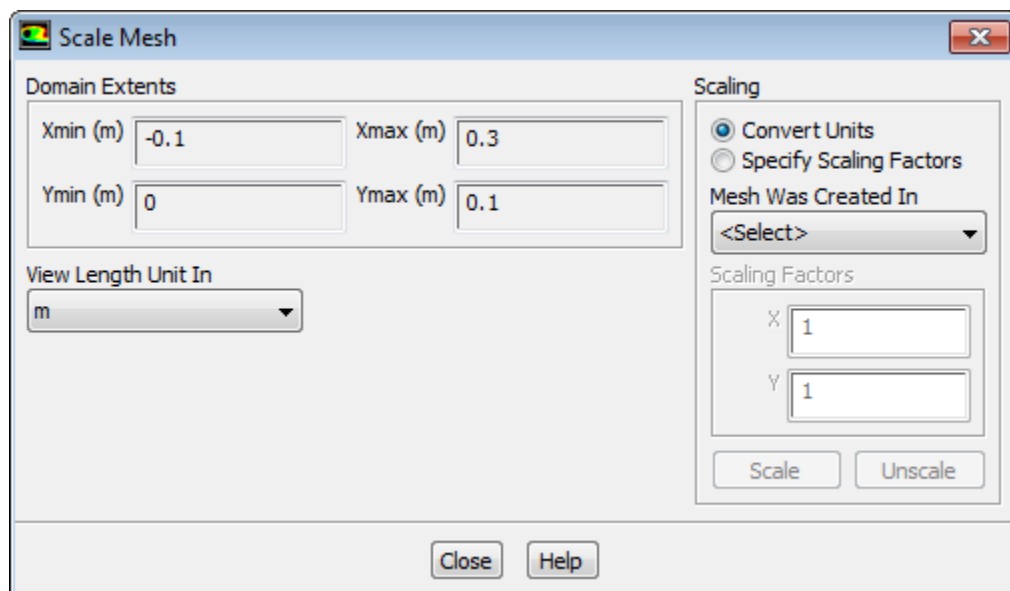 Scale Mesh
Domain Extents
Xmin (m) -0.1 Xmax (m) 0.3
Ymin (m) 0 Ymax (m) 0.1
View Length Unit In
m
Scaling
Convert Units
Specify Scaling Factors
Mesh Was Created In
<Select>
Scaling Factors
X 1
Y 1
Scale Unscale
Close Help